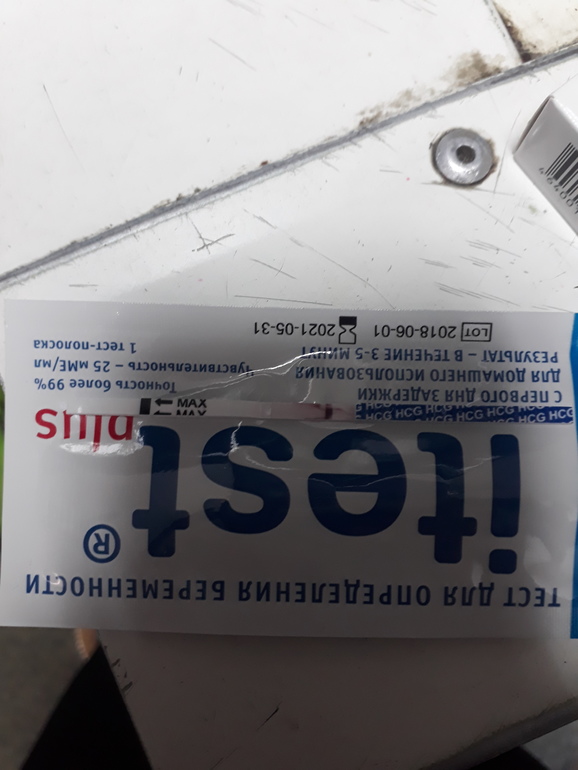 ТЕСТ ДЛЯ ОПРЕДЕЛЕНИЯ БЕРЕМЕННОСТИ
itest®
plus
HCG HCG HCG HCG HCG HCG
MAX
MAX
С ПЕРВОГО ДНЯ ЗАДЕРЖКИ
ДЛЯ ДОМАШНЕГО ИСПОЛЬЗОВАНИЯ
РЕЗУЛЬТАТ – В ТЕЧЕНИЕ 3-5 МИНУТ
LOT 2018-06-01 2021-05-31
Точность более 99%
Чувствительность – 25 мМЕ/мл
1 тест-полоска